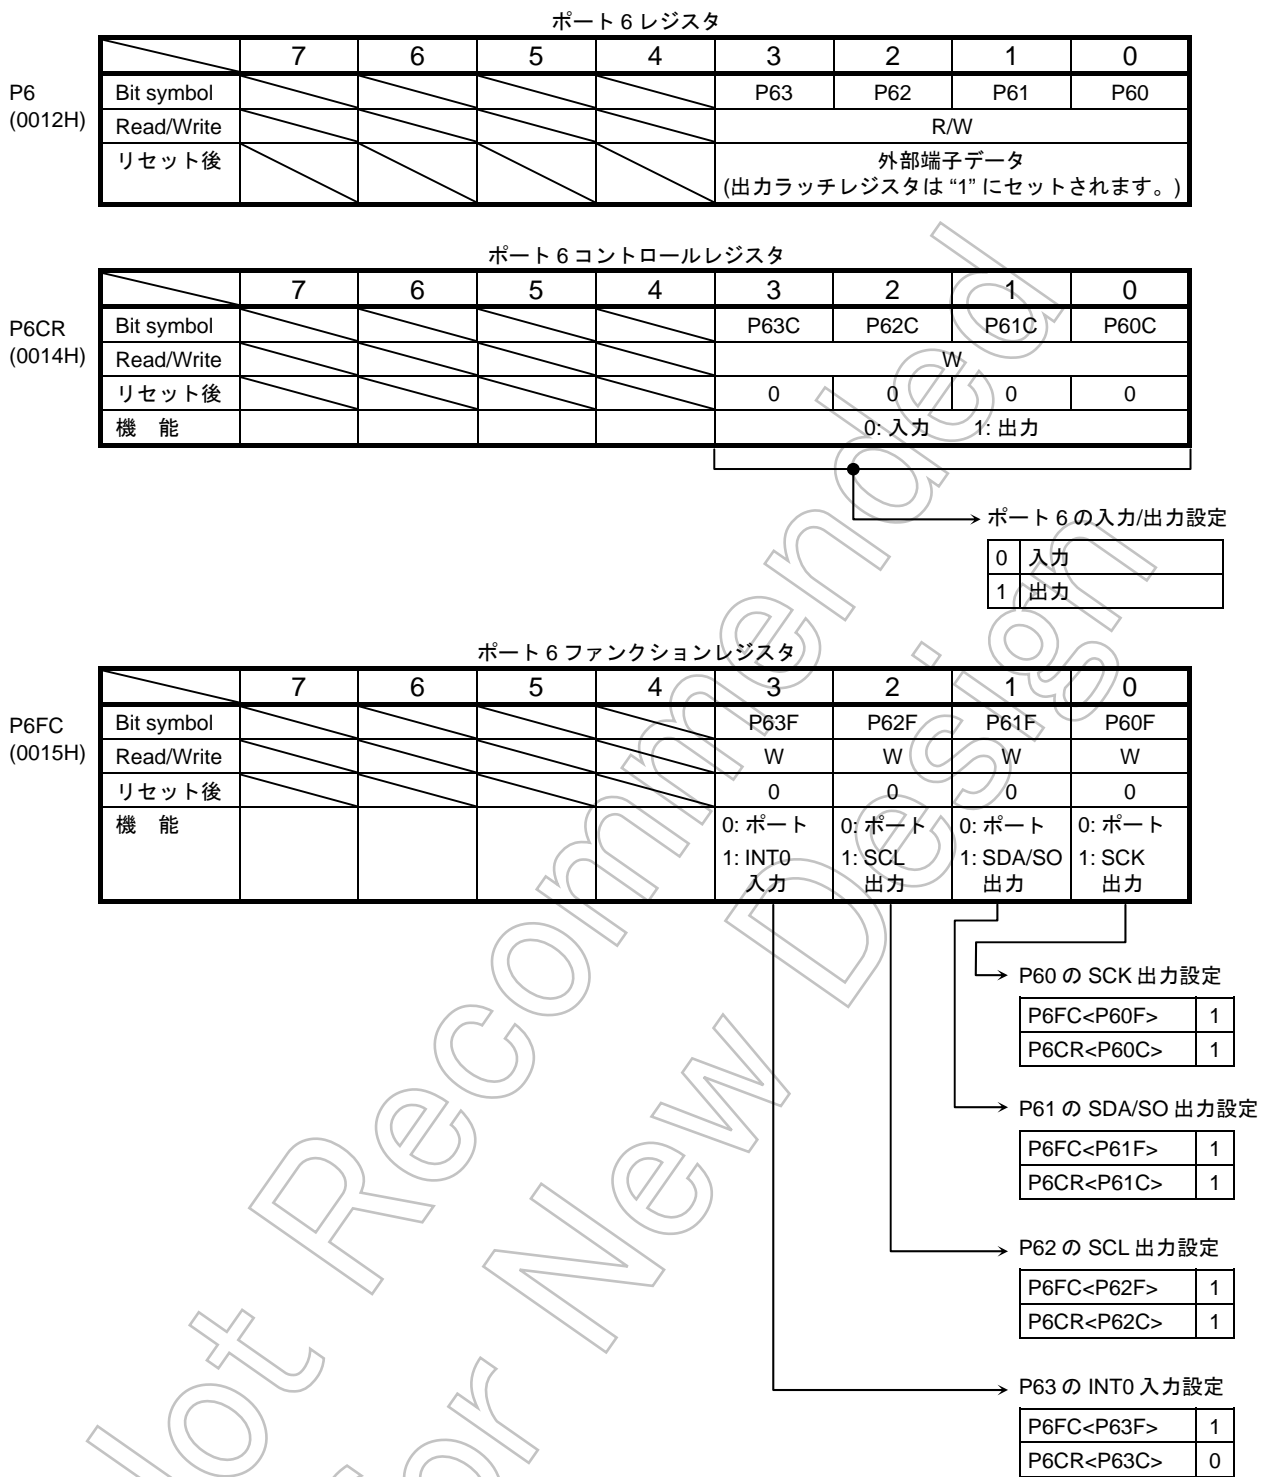 ポート 6 レジスタ
7 6 5 4 3 2 1 0
P6 (0012H)
Bit symbol P63 P62 P61 P60
Read/Write R/W
リセット後 外部端子データ
(出力ラッチレジスタは “1” にセットされます。)
ポート 6 コントロールレジスタ
7 6 5 4 3 2 1 0
P6CR (0014H)
Bit symbol P63C P62C P61C P60C
Read/Write W
リセット後 0 0 0 0
機 能 0: 入力 1: 出力
ポート 6 の入力/出力設定
0 入力
1 出力
ポート 6 ファンクションレジスタ
7 6 5 4 3 2 1 0
P6FC (0015H)
Bit symbol P63F P62F P61F P60F
Read/Write W W W W
リセット後 0 0 0 0
機 能 0: ポート 0: ポート 0: ポート 0: ポート
1: INT0 1: SCL 1: SDA/SO 1: SCK
入力 出力 出力 出力
P60 の SCK 出力設定
P6FC<P60F> 1
P6CR<P60C> 1
P61 の SDA/SO 出力設定
P6FC<P61F> 1
P6CR<P61C> 1
P62 の SCL 出力設定
P6FC<P62F> 1
P6CR<P62C> 1
P63 の INT0 入力設定
P6FC<P63F> 1
P6CR<P63C> 0
Not Recommended
for New Design